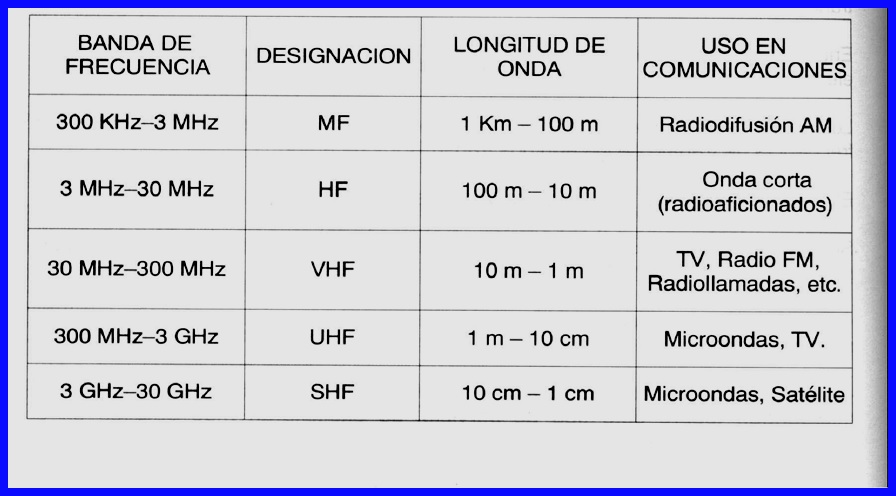 BANDA DE
FRECUENCIA
DESIGNACION
LONGITUD DE
ONDA
USO EN
COMUNICACIONES
300 KHz–3 MHz
MF
1 Km – 100 m
Radiodifusión AM
3 MHz–30 MHz
HF
100 m – 10 m
Onda corta
(radioaficionados)
30 MHz–300 MHz
VHF
10 m – 1 m
TV, Radio FM,
Radiollamadas, etc.
300 MHz–3 GHz
UHF
1 m – 10 cm
Microondas, TV.
3 GHz–30 GHz
SHF
10 cm – 1 cm
Microondas, Satélite